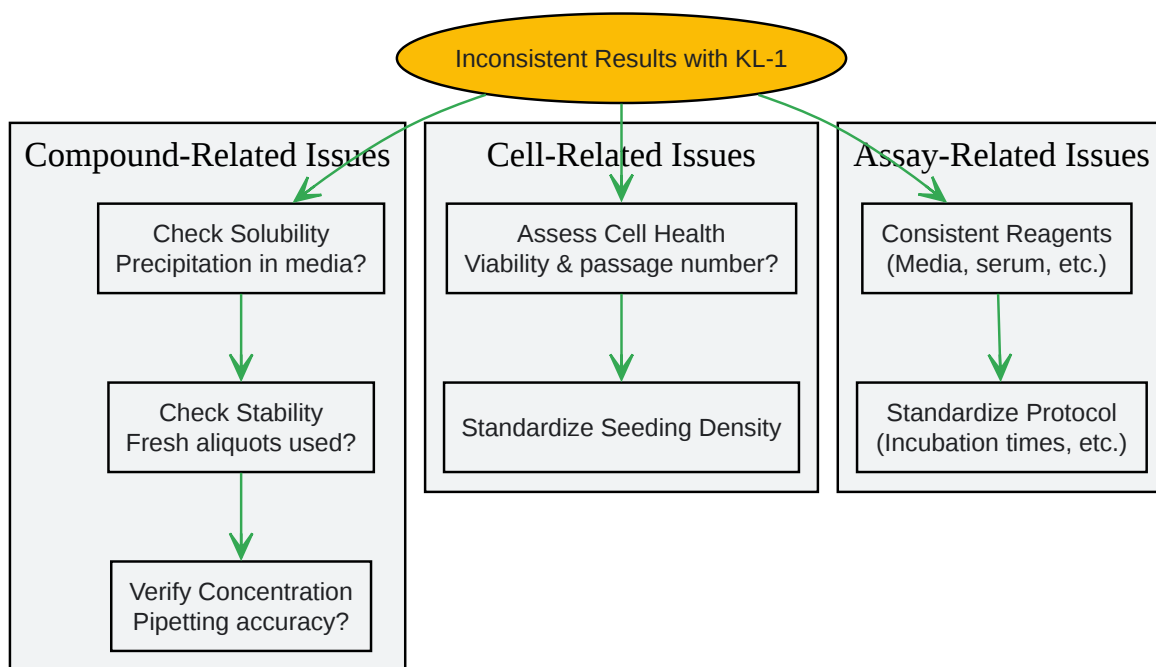 Inconsistent Results with KL-1
Compound-Related Issues
Check Solubility
Precipitation in media?
Check Stability
Fresh aliquots used?
Verify Concentration
Pipetting accuracy?
Cell-Related Issues
Assess Cell Health
Viability & passage number?
Standardize Seeding Density
Assay-Related Issues
Consistent Reagents
(Media, serum, etc.)
Standardize Protocol
(Incubation times, etc.)